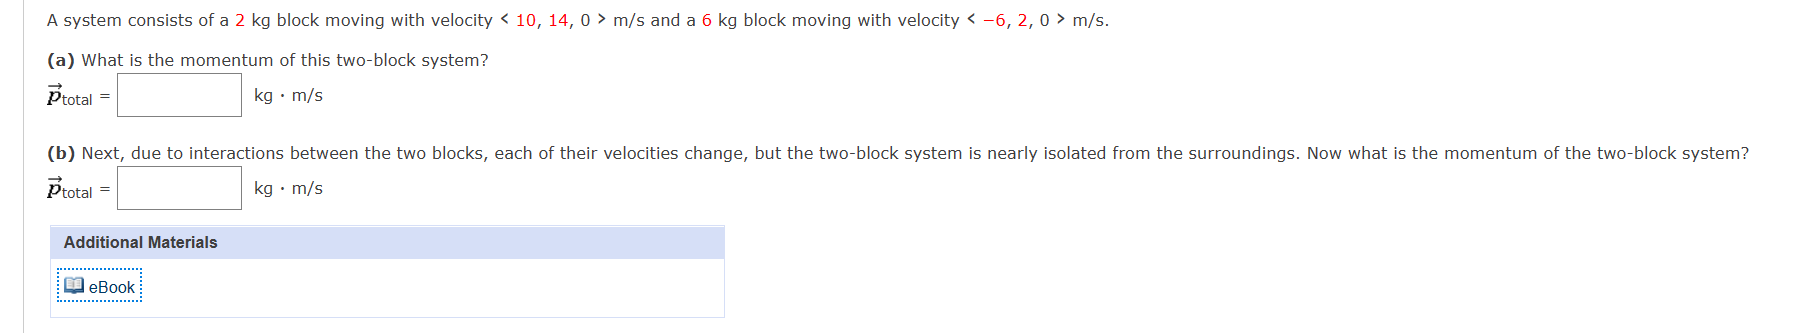 A system consists of a 2 kg block moving with velocity < 10, 14, 0 > m/s and a 6 kg block moving with velocity < −6, 2, 0 > m/s.
(a) What is the momentum of this two-block system?
p⃗total = kg · m/s
(b) Next, due to interactions between the two blocks, each of their velocities change, but the two-block system is nearly isolated from the surroundings. Now what is the momentum of the two-block system?
p⃗total = kg · m/s
Additional Materials
eBook